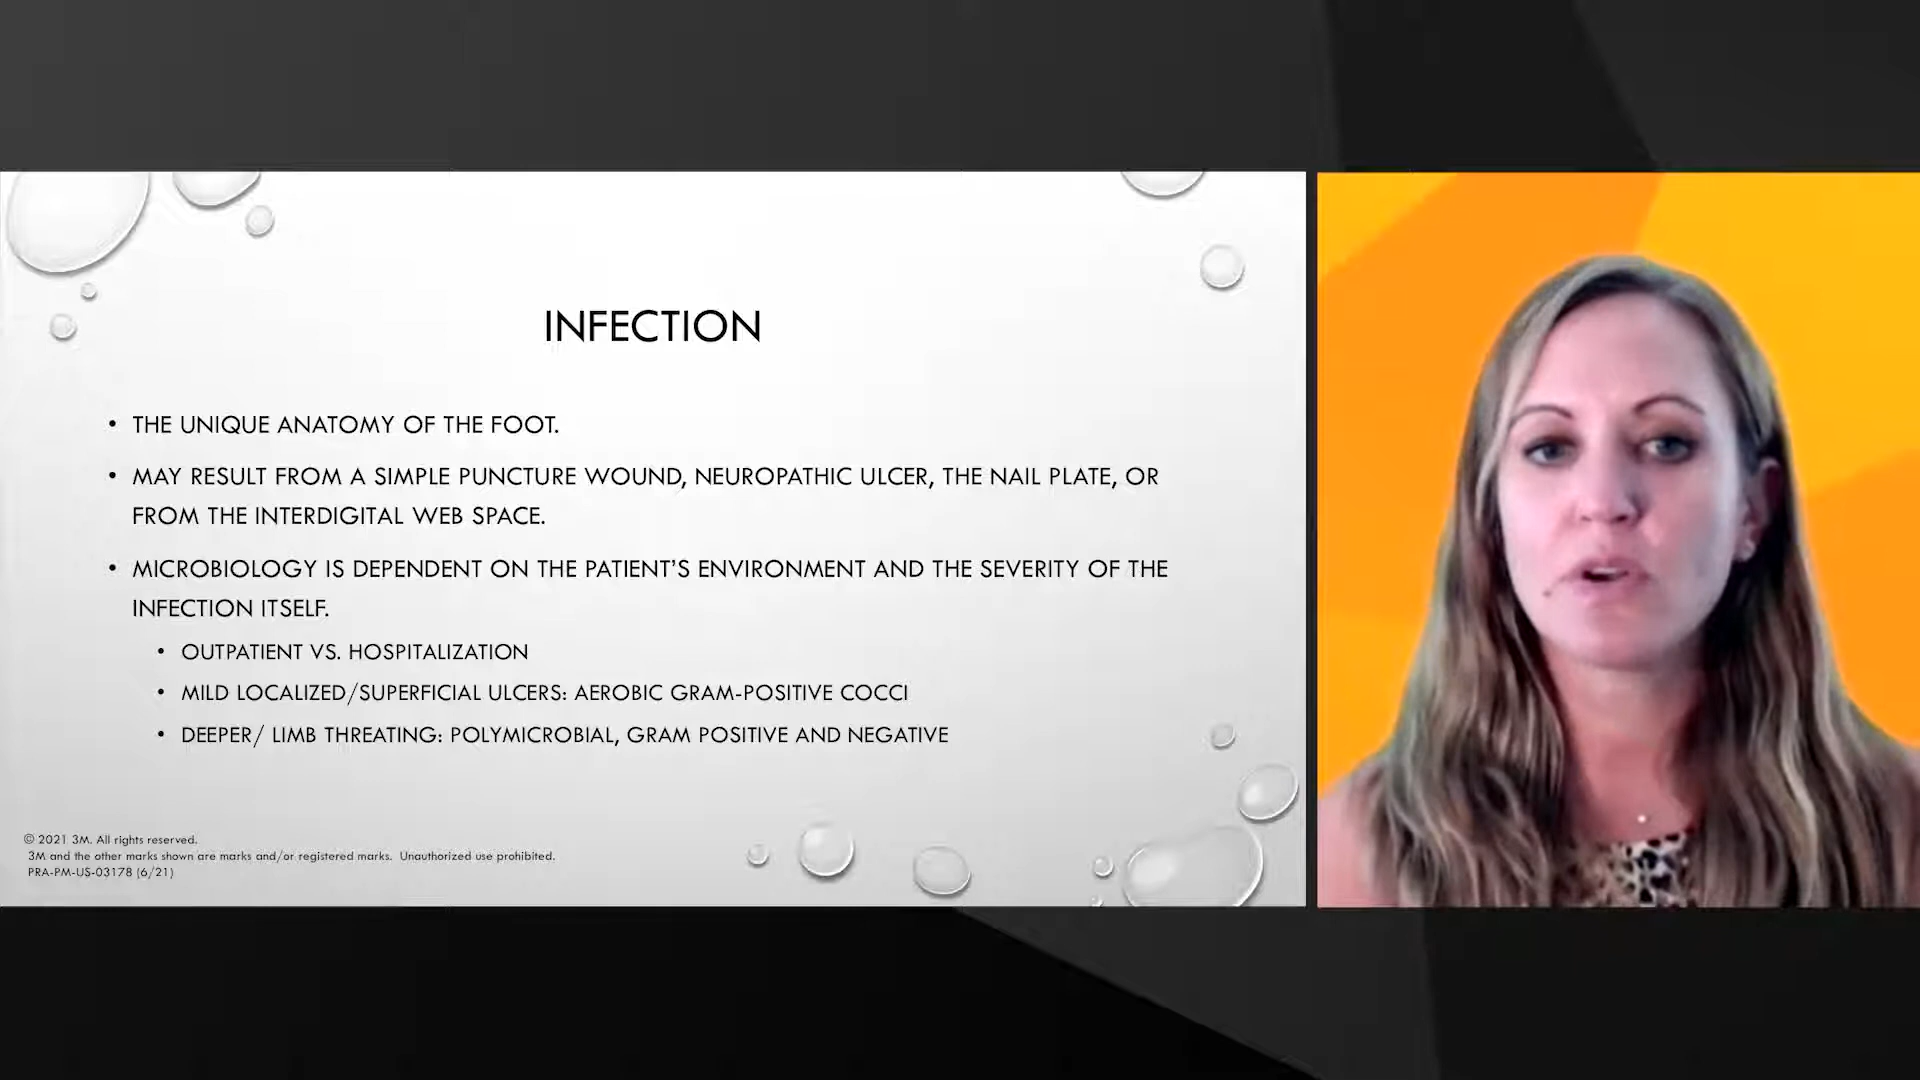 INFECTION
• THE UNIQUE ANATOMY OF THE FOOT.
• MAY RESULT FROM A SIMPLE PUNCTURE WOUND, NEUROPATHIC ULCER, THE NAIL PLATE, OR
FROM THE INTERDIGITAL WEB SPACE.
• MICROBIOLOGY IS DEPENDENT ON THE PATIENT'S ENVIRONMENT AND THE SEVERITY OF THE
INFECTION ITSELF.
• OUTPATIENT VS. HOSPITALIZATION
• MILD LOCALIZED/SUPERFICIAL ULCERS: AEROBIC GRAM-POSITIVE COCCI
• DEEPER/ LIMB THREATING: POLYMICROBIAL, GRAM POSITIVE AND NEGATIVE
© 2021 3M. All rights reserved.
3M and the other marks shown are marks and/or registered marks. Unauthorized use prohibited.
PRA-PM-US-03178 (6/21)